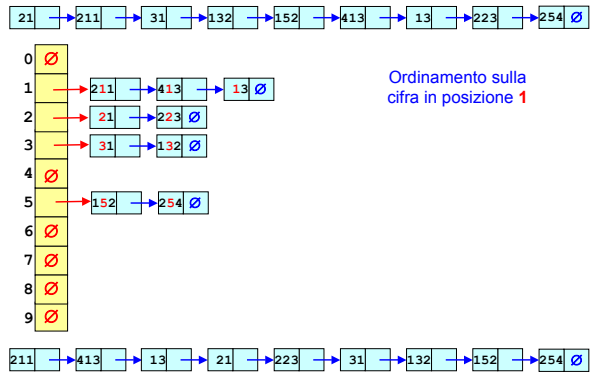 21 211 31 132 152 413 13 223 254 Ø
0 Ø
1 211 413 13 Ø
Ordinamento sulla
cifra in posizione 1
2 21 223 Ø
3 31 132 Ø
4 Ø
5 152 254 Ø
6 Ø
7 Ø
8 Ø
9 Ø
211 413 13 21 223 31 132 152 254 Ø